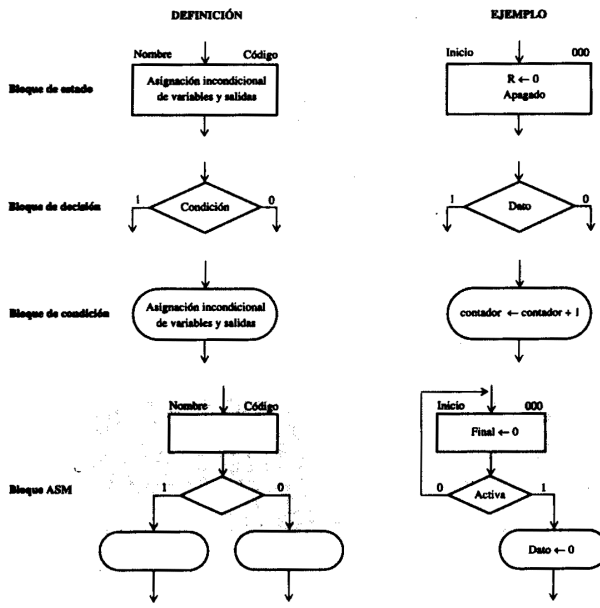 DEFINICIÓN
EJEMPLO
Nombre
Código
Inicio
000
Bloque de estado
Asignación incondicional
de variables y salidas
R ← 0
Apagado
Bloque de decisión
1
Condición
0
1
Dato
0
Bloque de condición
Asignación incondicional
de variables y salidas
contador ← contador + 1
Nombre
Código
Inicio
000
Final ← 0
Bloque ASM
1
0
0
Activa
1
Dato ← 0